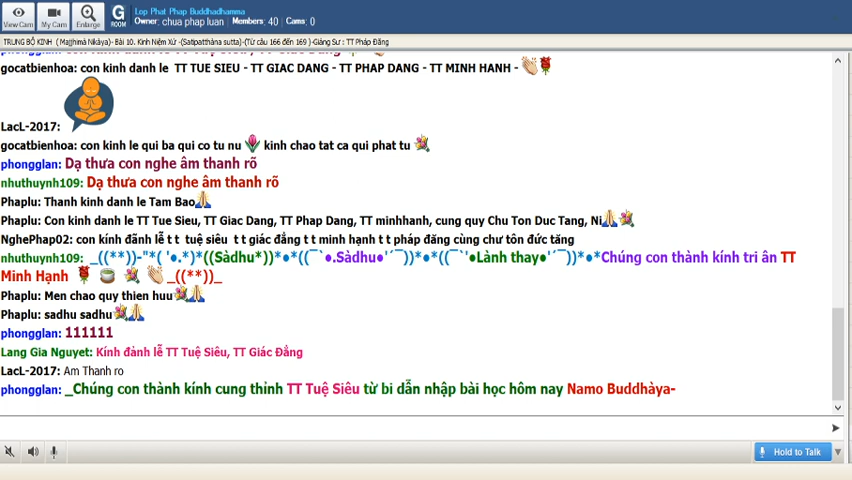 View Cam
My Cam
Enlarge
G
ROOM
Lop Phat Phap Buddhadhamma
Owner: chua phap luan Members: 40 Cams: 0
TRUNG BỘ KINH ( Majjhimà Nikàya)- Bài 10. Kinh Niệm Xứ -(Satipatthàna sutta)-(Từ câu 166 đến 169 )-Giảng Sư : TT Pháp Đăng
gocatbienhoa: con kinh danh le TT TUE SIEU - TT GIAC DANG - TT PHAP DANG - TT MINH HANH -
LacL-2017:
gocatbienhoa: con kinh le qui ba qui co tu nu kinh chao tat ca qui phat tu
phongglan: Dạ thưa con nghe âm thanh rõ
nhuthuynh109: Dạ thưa con nghe âm thanh rõ
Phaplu: Thanh kinh danh le Tam Bao
Phaplu: Con kinh danh le TT Tue Sieu, TT Giac Dang, TT Phap Dang, TT minhhanh, cung quy Chu Ton Duc Tang, Ni
NghePhap02: con kính đãnh lễ t t tuệ siêu t t giác đẳng t t minh hạnh t t pháp đăng cùng chư tôn đức tăng
nhuthuynh109: _((**))-"*( '●.*)*((Sàdhu*))*●*((¯`●.Sàdhu●'´¯))*●*((¯`'●Lành thay●'´¯))*●*Chúng con thành kính tri ân TT
Minh Hạnh _((**))_
Phaplu: Men chao quy thien huu
Phaplu: sadhu sadhu
phongglan: 111111
Lang Gia Nguyet: Kính đảnh lễ TT Tuệ Siêu, TT Giác Đẳng
LacL-2017: Am Thanh ro
phongglan: _Chúng con thành kính cung thỉnh TT Tuệ Siêu từ bi dẫn nhập bài học hôm nay Namo Buddhàya-
Hold to Talk